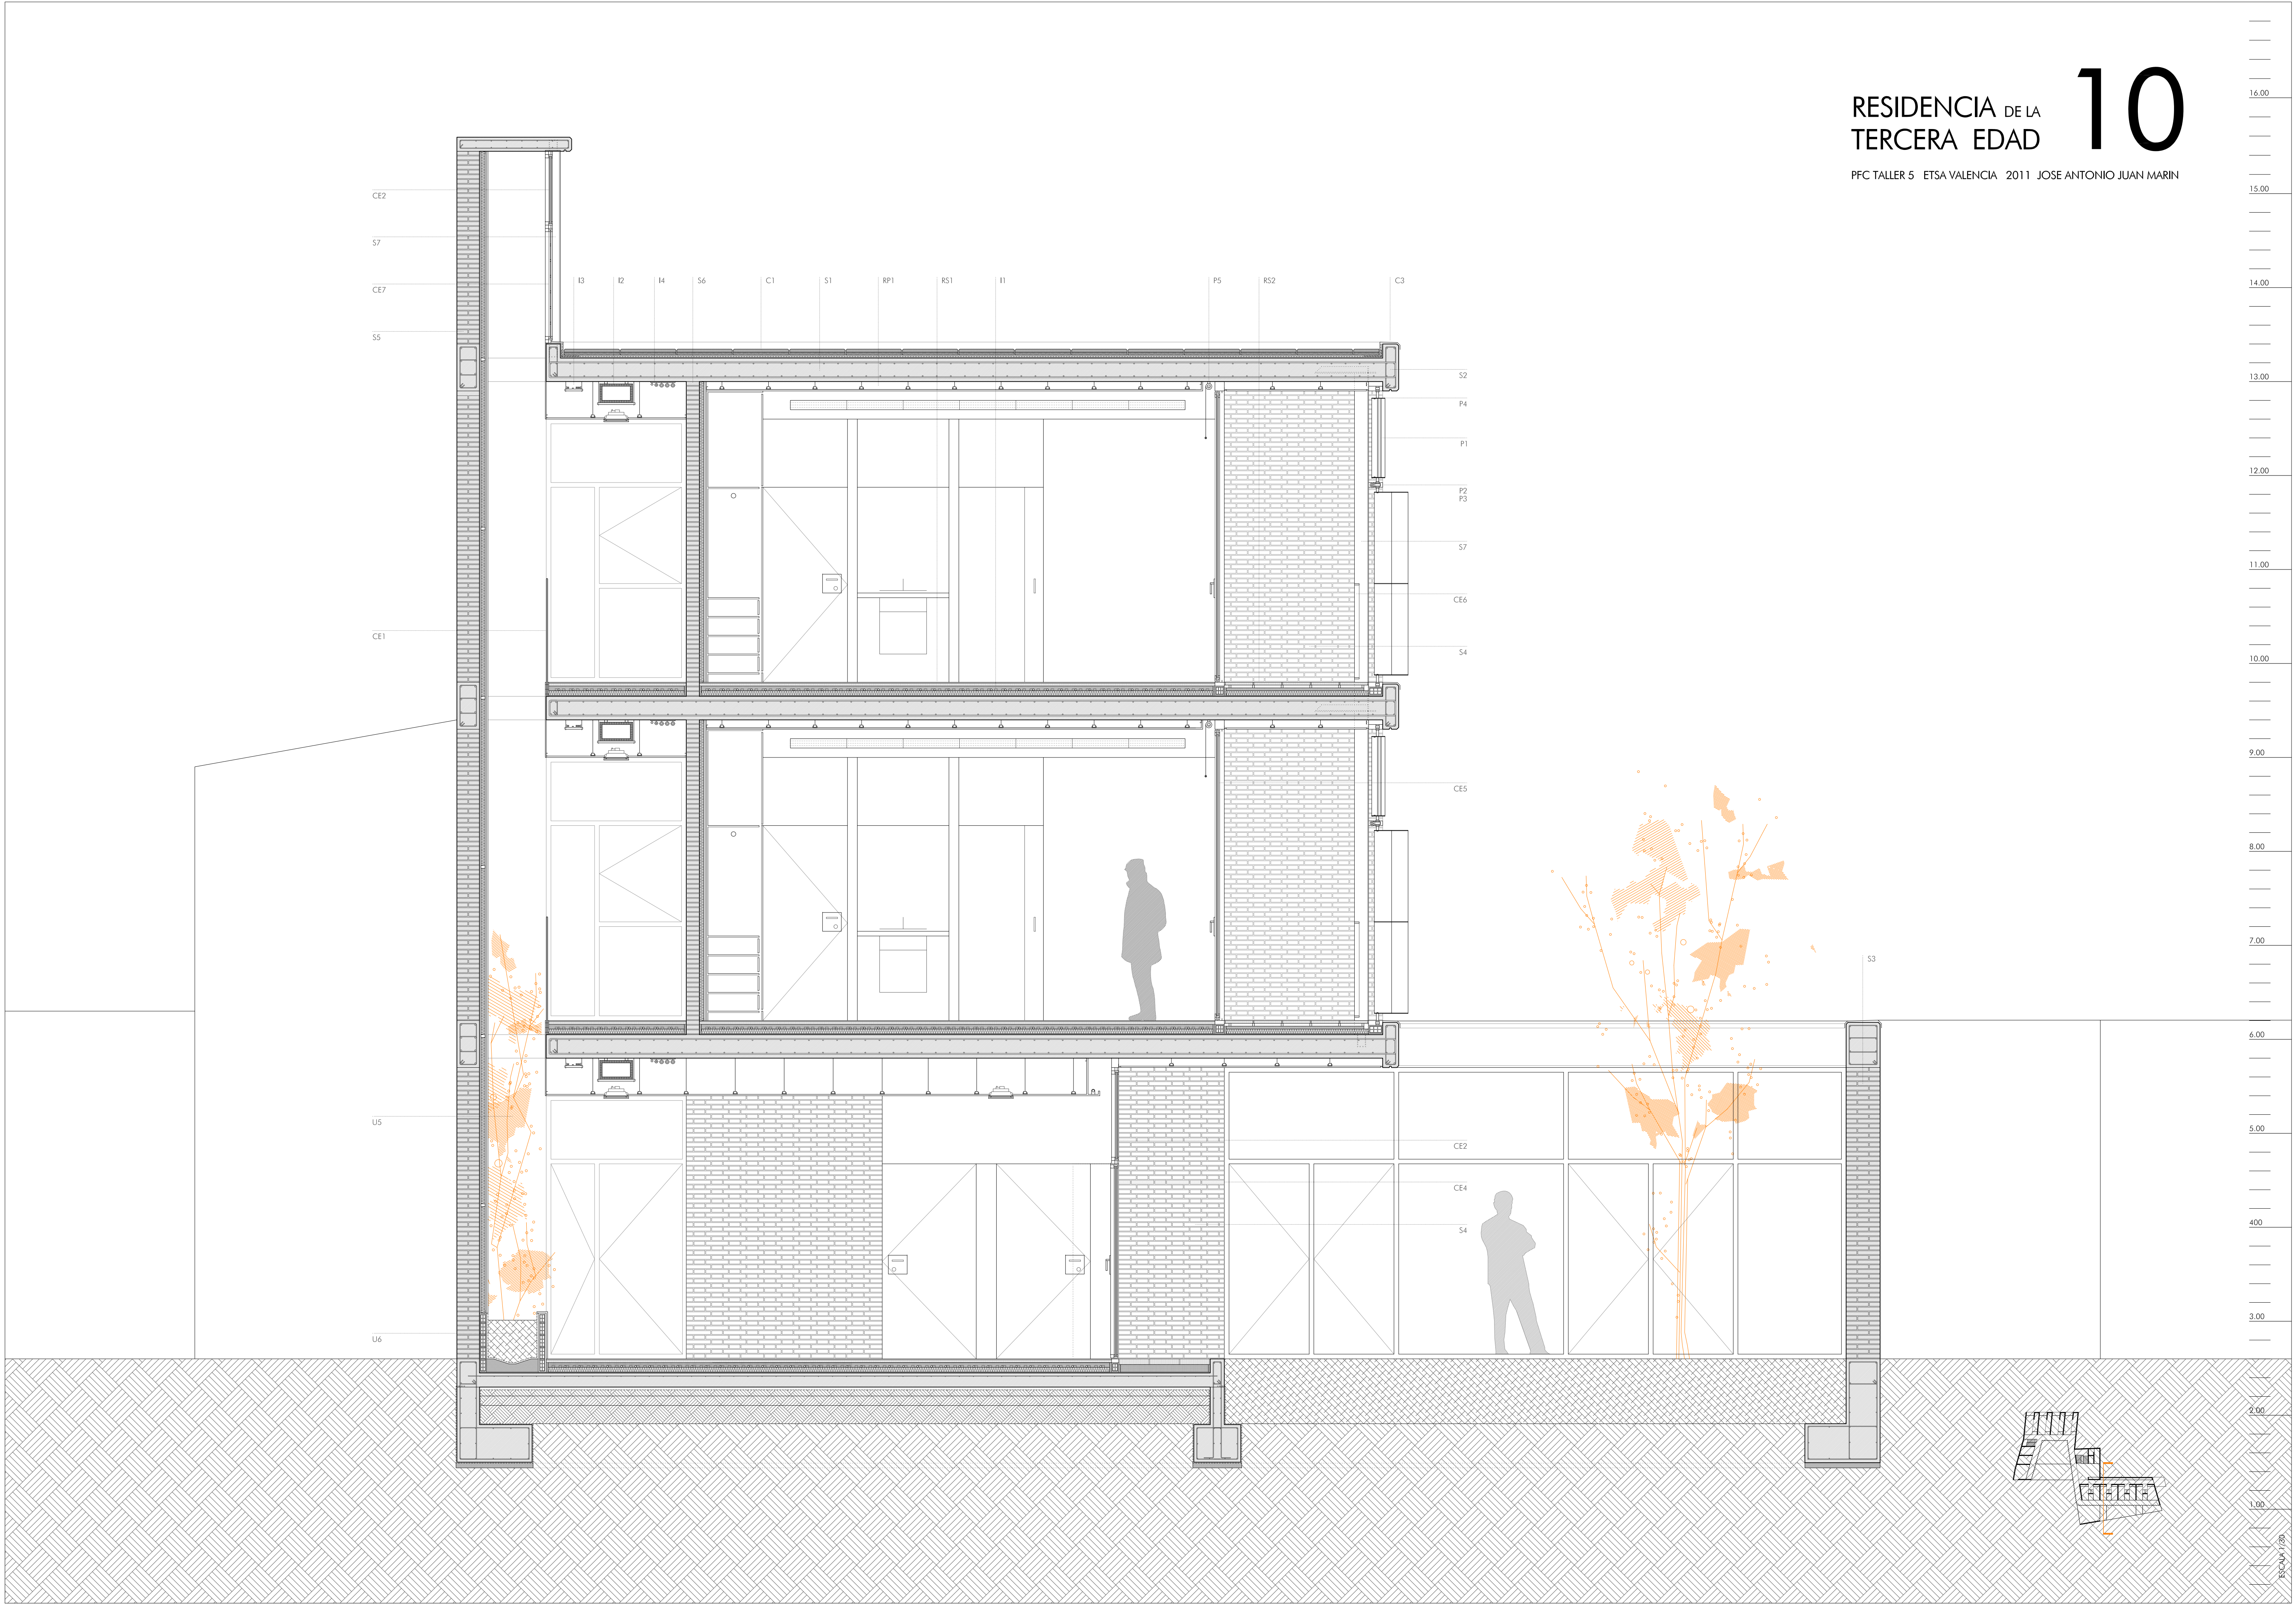 RESIDENCIA DE LA
TERCERA EDAD
10
PFC TALLER 5 ETSA VALENCIA 2011 JOSE ANTONIO JUAN MARIN
CE2
S7
CE7
S5
CE1
U5
U6
I3 I2 I4 S6 C1 S1 RP1 RS1 I1 P5 RS2 C3
S2
P4
P1
P2
P3
S7
CE6
S4
CE5
S3
CE2
CE4
S4
16.00
15.00
14.00
13.00
12.00
11.00
10.00
9.00
8.00
7.00
6.00
5.00
400
3.00
2.00
1.00
ESCALA 1/30